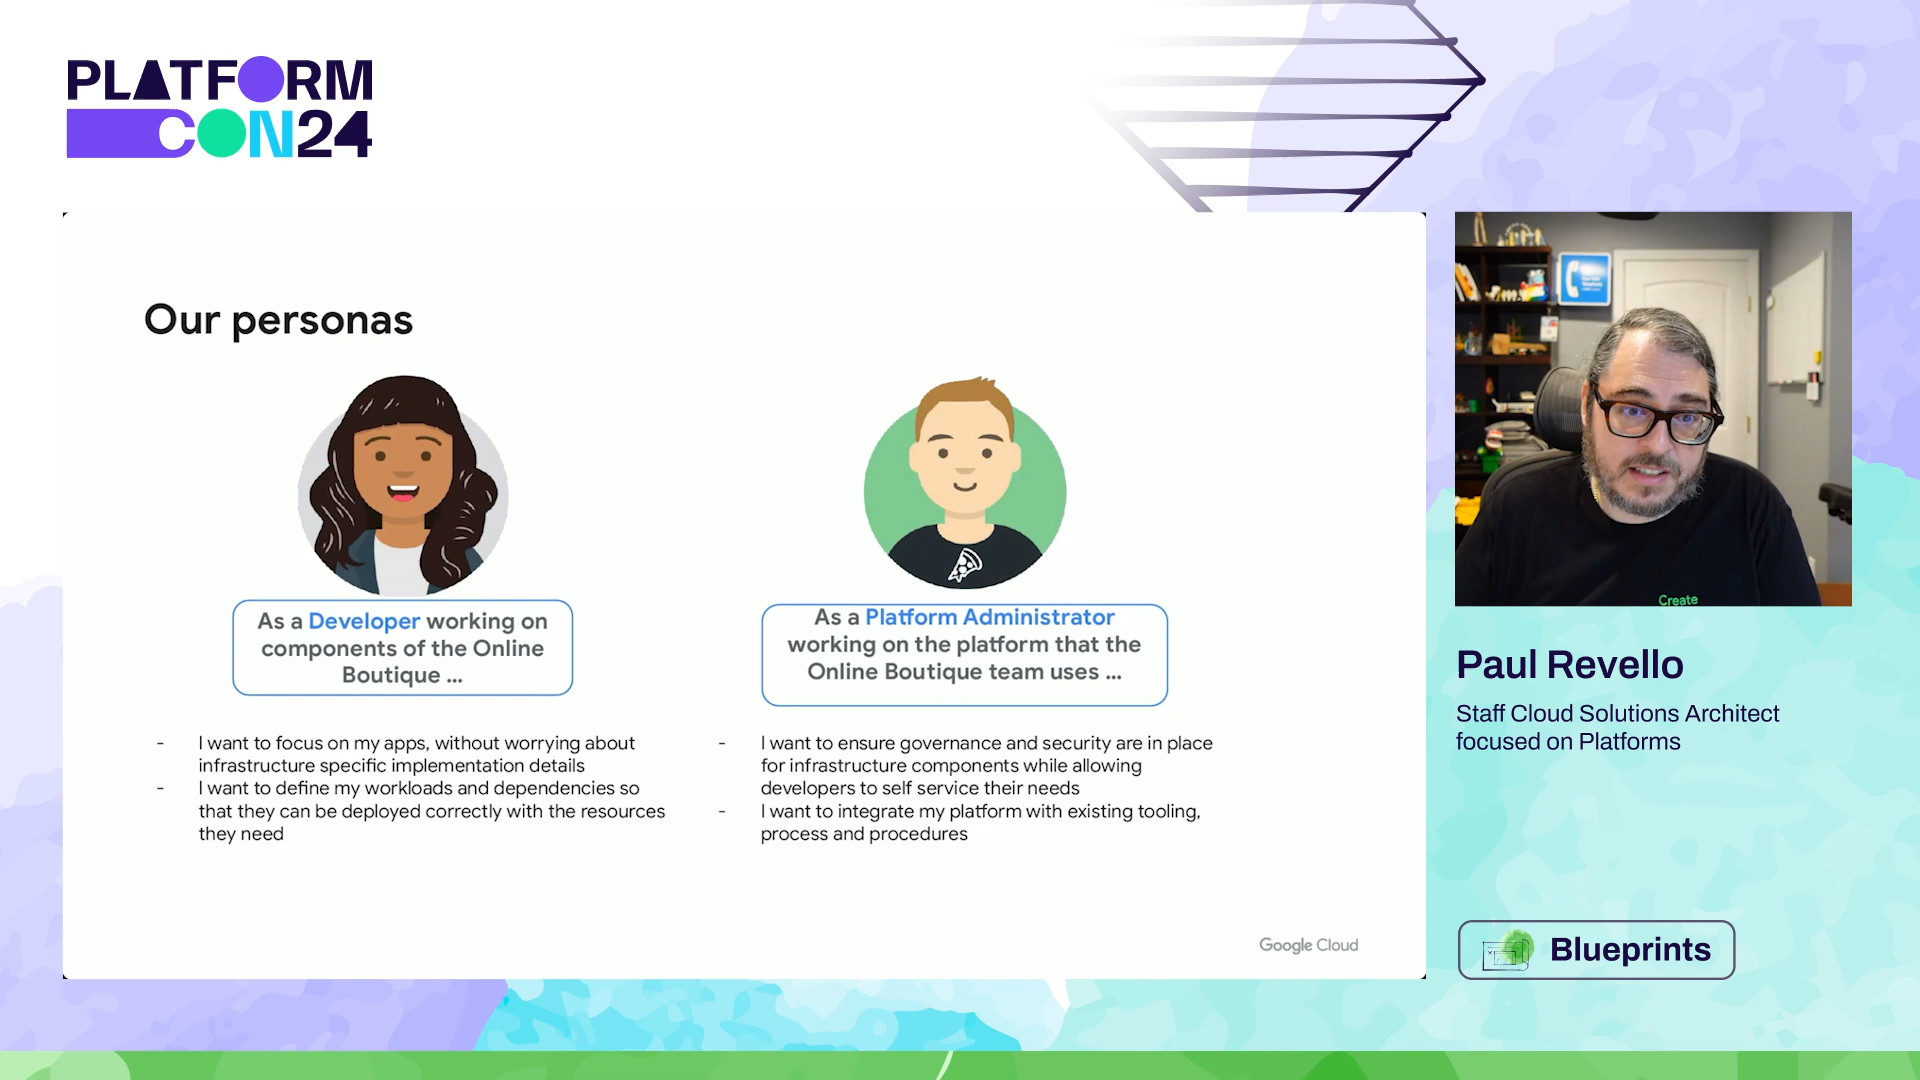 PLATFORM
CON24
Our personas
As a Developer working on
components of the Online
Boutique ...
- I want to focus on my apps, without worrying about
infrastructure specific implementation details
- I want to define my workloads and dependencies so
that they can be deployed correctly with the resources
they need
As a Platform Administrator
working on the platform that the
Online Boutique team uses ...
- I want to ensure governance and security are in place
for infrastructure components while allowing
developers to self service their needs
- I want to integrate my platform with existing tooling,
process and procedures
Google Cloud
Create
Paul Revello
Staff Cloud Solutions Architect
focused on Platforms
Blueprints